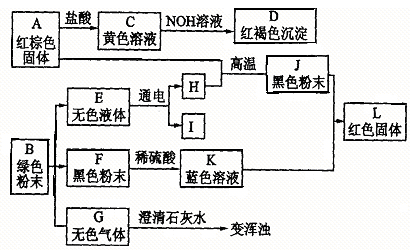 A
红棕色
固体
盐酸
C
黄色溶液
NOH溶液
D
红褐色沉淀
E
无色液体
通电
H
I
高温
J
黑色粉末
L
红色固体
B
绿色
粉末
F
黑色粉末
稀硫酸
K
蓝色溶液
G
无色气体
澄清石灰水
变浑浊